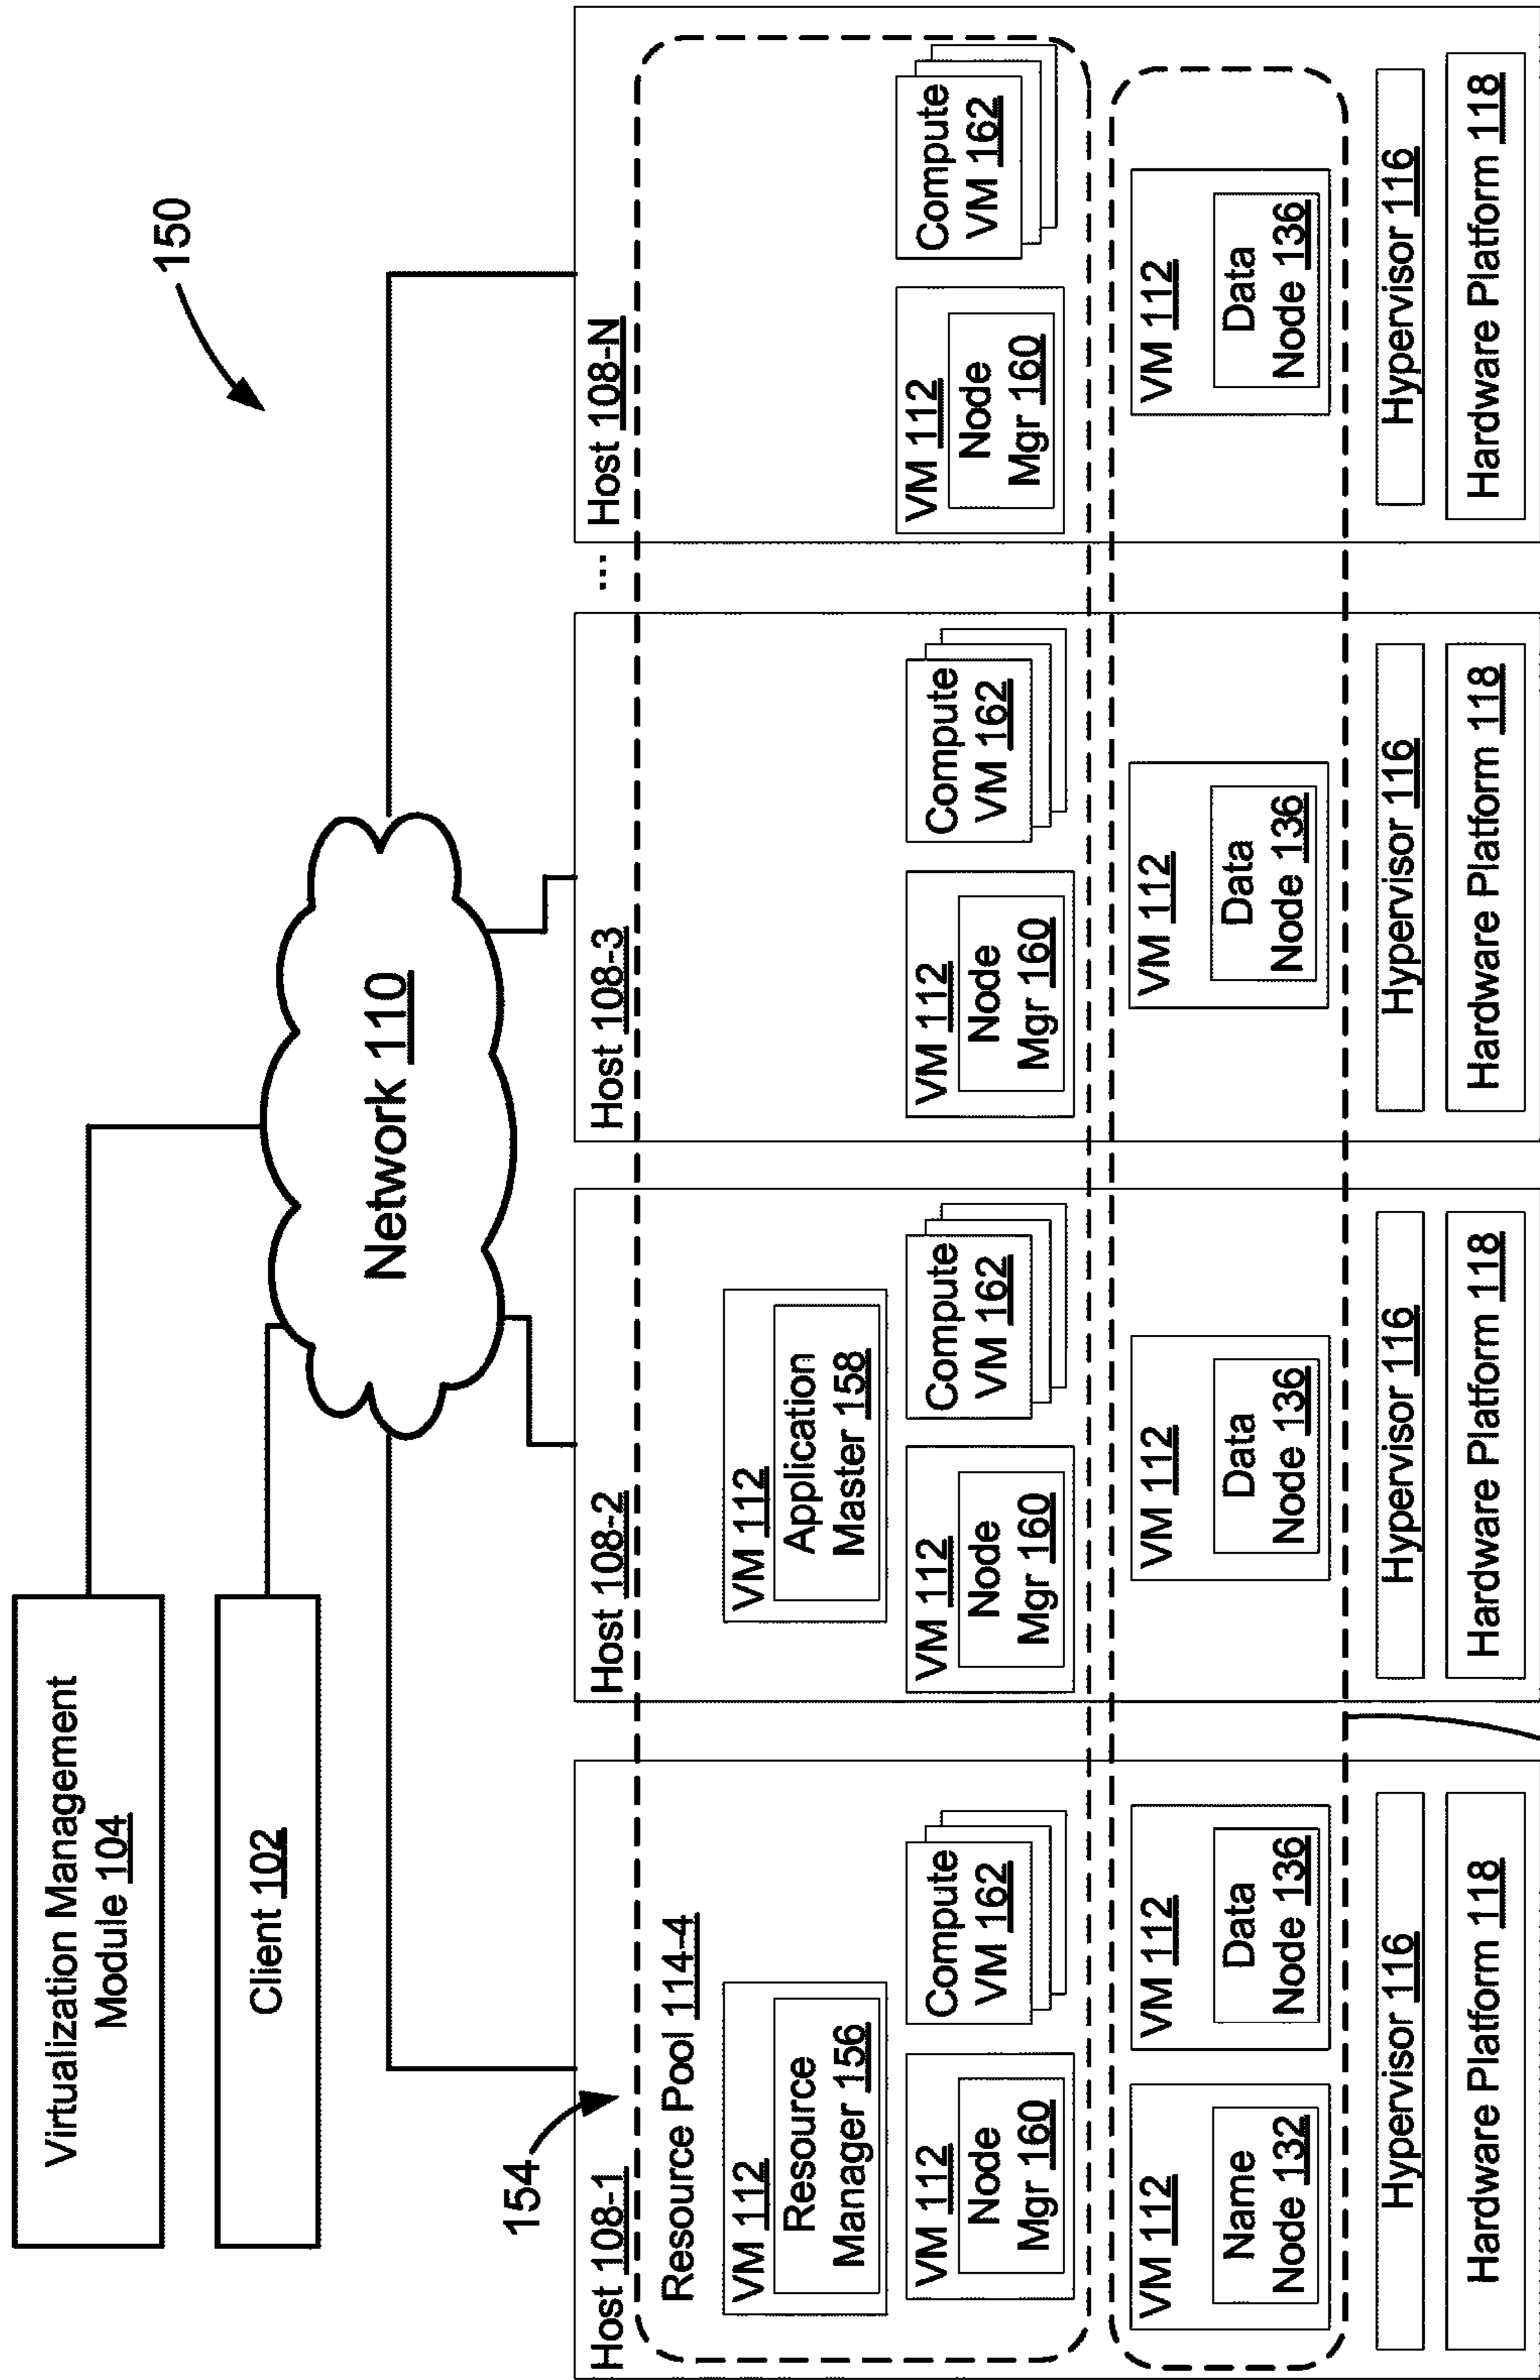 150
Virtualization Management
Module 104
Client 102
Network 110
154
Host 108-1
Resource Pool 114-4
VM 112
Resource
Manager 156
VM 112
Node
Mgr 160
Compute
VM 162
VM 112
Name
Node 132
VM 112
Data
Node 136
Hypervisor 116
Hardware Platform 118
Host 108-2
VM 112
Application
Master 158
VM 112
Node
Mgr 160
Compute
VM 162
VM 112
Data
Node 136
Hypervisor 116
Hardware Platform 118
Host 108-3
VM 112
Node
Mgr 160
Compute
VM 162
VM 112
Data
Node 136
Hypervisor 116
Hardware Platform 118
...
Host 108-N
VM 112
Node
Mgr 160
Compute
VM 162
VM 112
Data
Node 136
Hypervisor 116
Hardware Platform 118